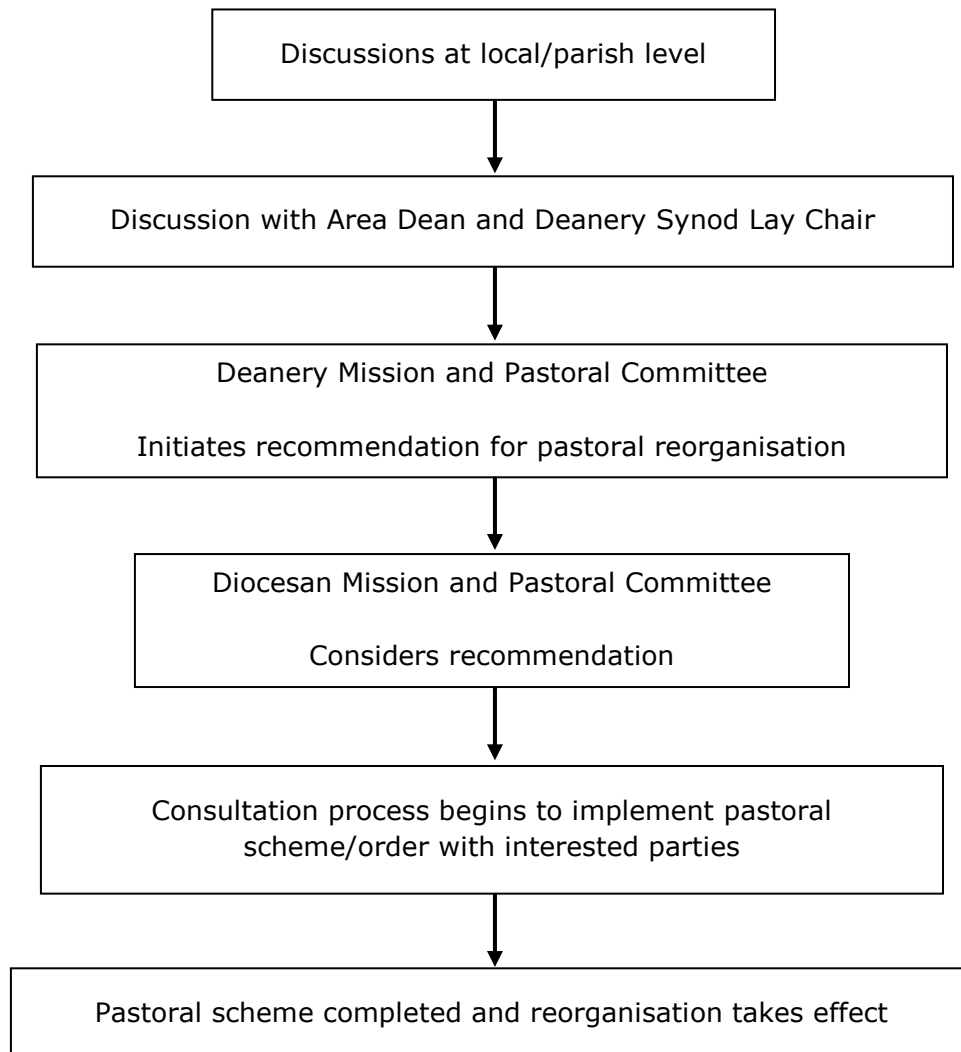 Discussions at local/parish level
Discussion with Area Dean and Deanery Synod Lay Chair
Deanery Mission and Pastoral Committee
Initiates recommendation for pastoral reorganisation
Diocesan Mission and Pastoral Committee
Considers recommendation
Consultation process begins to implement pastoral
scheme/order with interested parties
Pastoral scheme completed and reorganisation takes effect